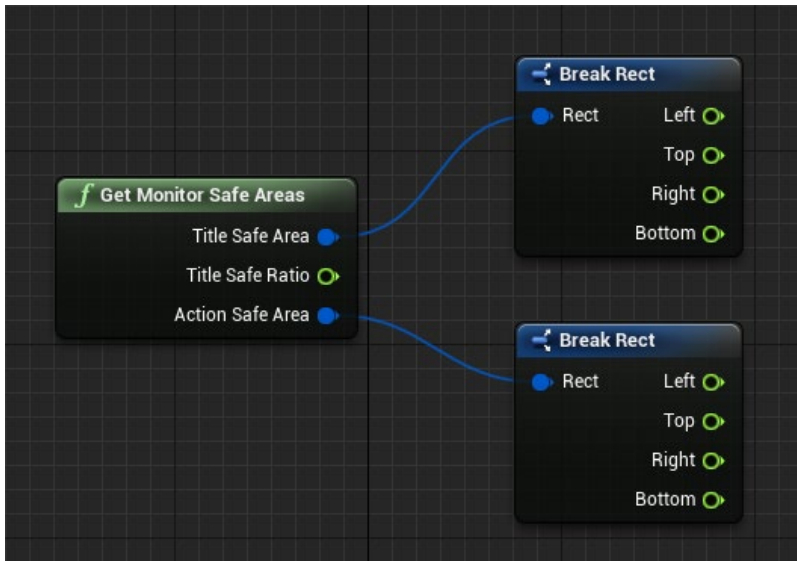 Get Monitor Safe Areas
Title Safe Area
Title Safe Ratio
Action Safe Area
Break Rect
Rect Left
Top
Right
Bottom
Break Rect
Rect Left
Top
Right
Bottom